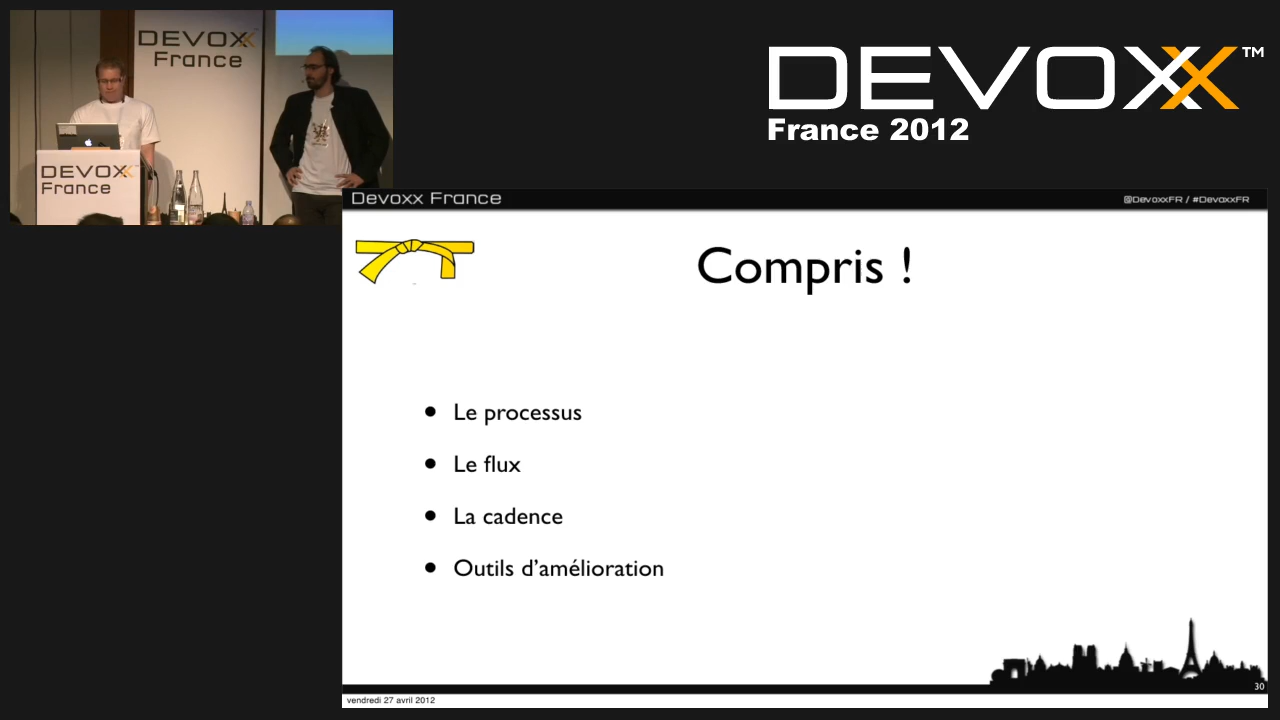 DEVOXX
France
DEVOXX
France
DEVOXX™
France 2012
Devoxx France
@DevoxxFR / #DevoxxFR
Compris !
• Le processus
• Le flux
• La cadence
• Outils d’amélioration
30
vendredi 27 avril 2012